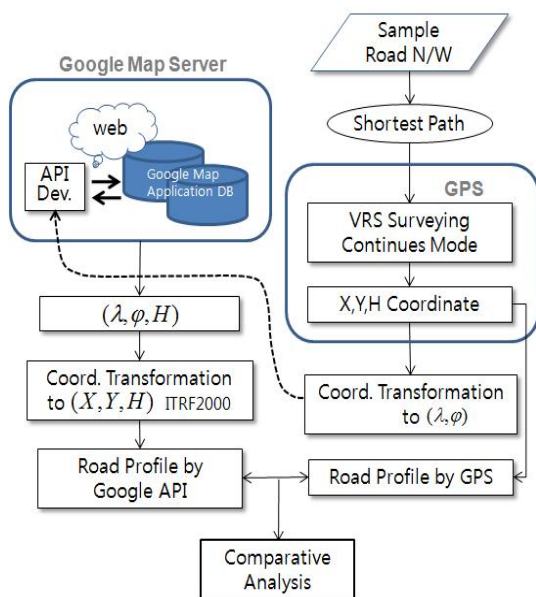 Sample
Road N/W
Google Map Server
web
API
Dev.
Google Map
Application DB
Shortest Path
GPS
VRS Surveying
Continues Mode
X,Y,H Coordinate
(λ,φ,H)
Coord. Transformation
to (X,Y,H) ITRF2000
Coord. Transformation
to (λ,φ)
Road Profile by
Google API
Road Profile by GPS
Comparative
Analysis